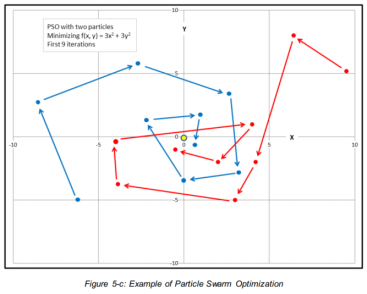 10
Y
PSO with two particles
Minimizing f(x, y) = 3x² + 3y²
First 9 iterations
5
X
-10
-5
0
0
5
10
-5
-10
Figure 5-c: Example of Particle Swarm Optimization